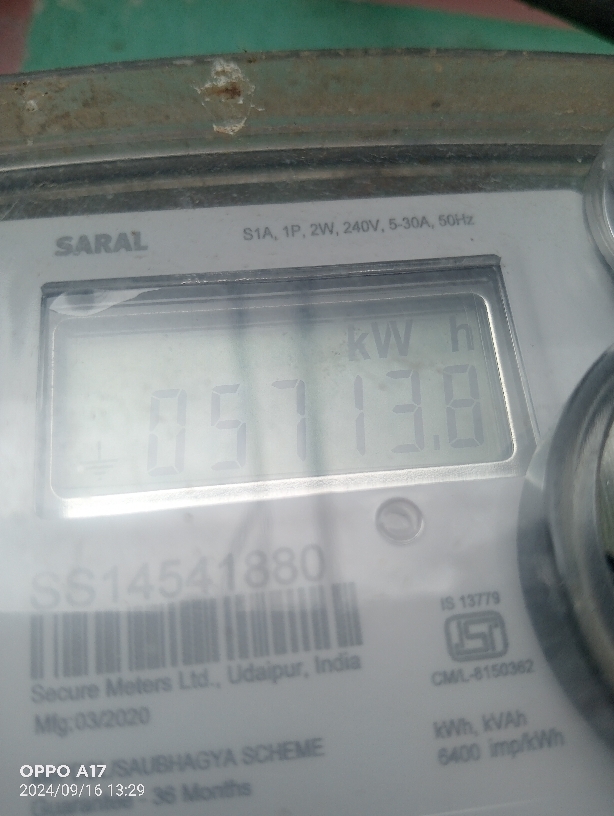 SARAL
S1A, 1P, 2W, 240V, 5-30A, 50Hz
kW h
05713.8
SS14541880
IS 13779
ISI
CM/L-8150362
Secure Meters Ltd., Udaipur, India
Mfg:03/2020
kWh, kVAh
6400 imp/kWh
/SAUBHAGYA SCHEME
36 Months
OPPO A17
2024/09/16 13:29